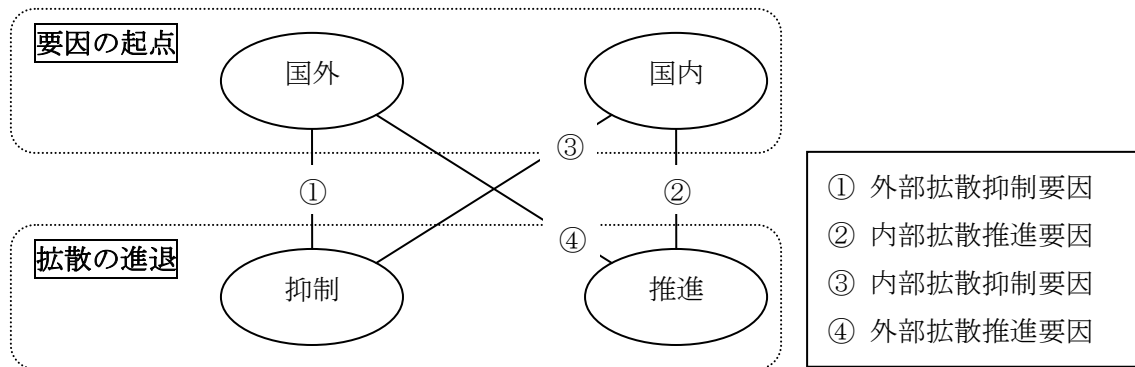 要因の起点
国外
国内
③
①
②
④
拡散の進退
抑制
推進
① 外部拡散抑制要因
② 内部拡散推進要因
③ 内部拡散抑制要因
④ 外部拡散推進要因